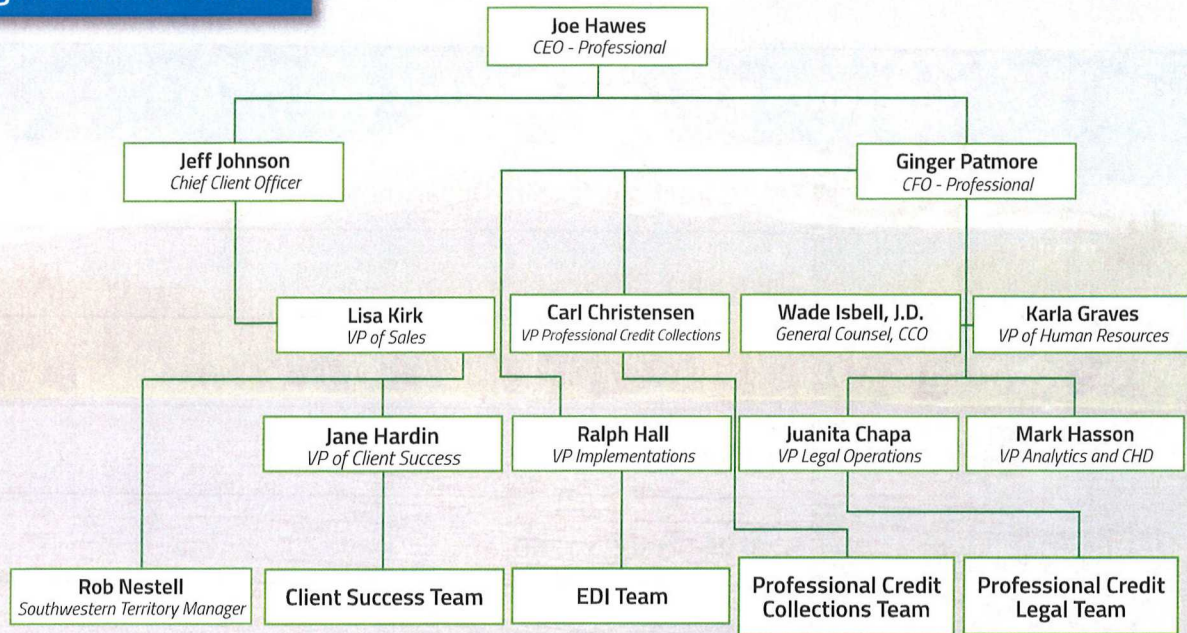 Joe Hawes
CEO - Professional
Jeff Johnson
Chief Client Officer
Ginger Patmore
CFO - Professional
Lisa Kirk
VP of Sales
Carl Christensen
VP Professional Credit Collections
Wade Isbell, J.D.
General Counsel, CCO
Karla Graves
VP of Human Resources
Jane Hardin
VP of Client Success
Ralph Hall
VP Implementations
Juanita Chapa
VP Legal Operations
Mark Hasson
VP Analytics and CHD
Rob Nestell
Southwestern Territory Manager
Client Success Team
EDI Team
Professional Credit
Collections Team
Professional Credit
Legal Team